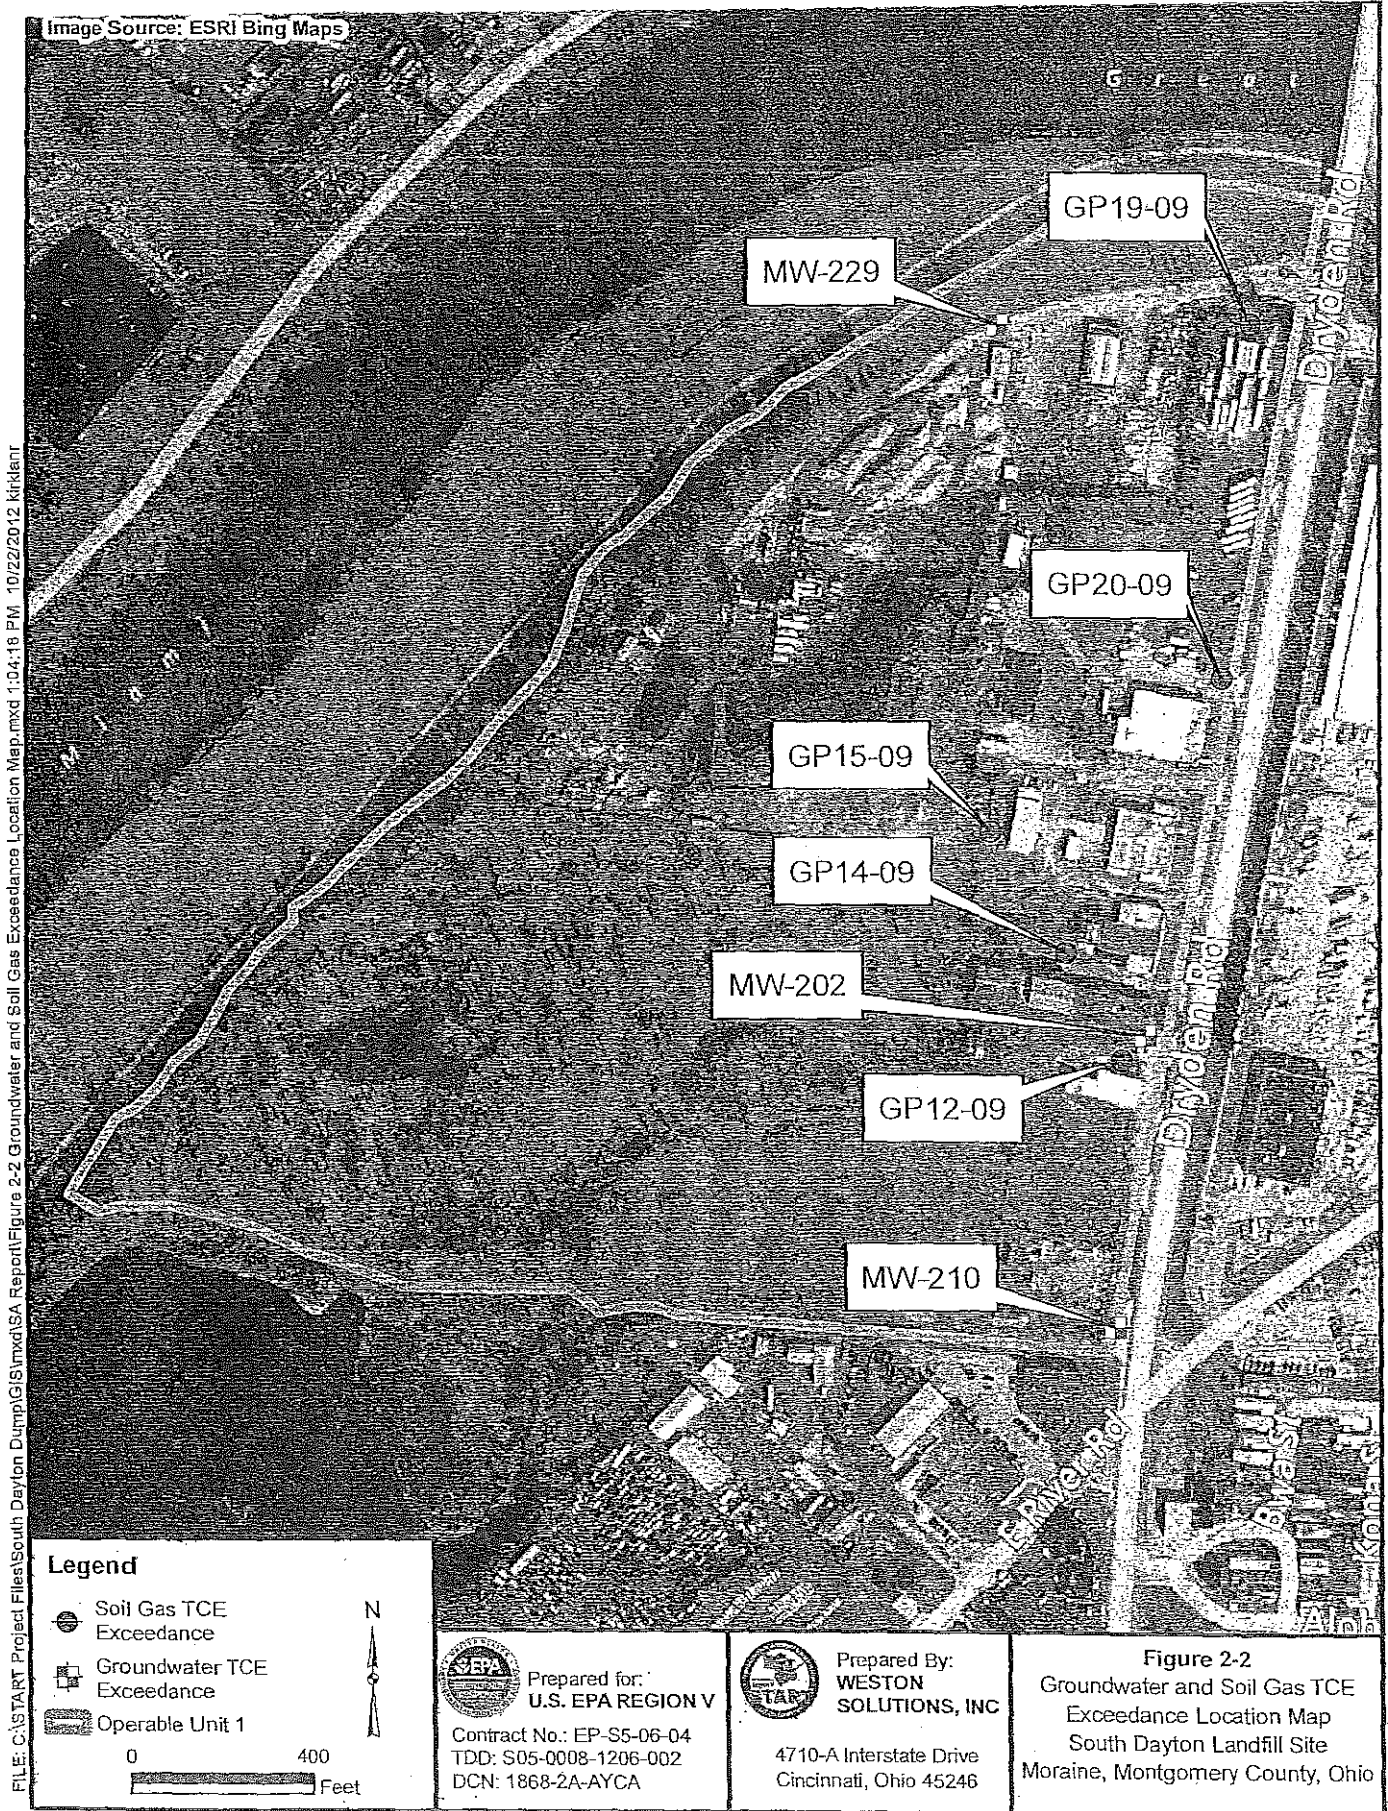 Image Source: ESRI Bing Maps
G r e a t
GP19-09
Dryden Rd
MW-229
GP20-09
M i a m i
GP15-09
GP14-09
MW-202
Dryden Rd
GP12-09
MW-210
E River Rd
FILE: C:\START Project Files\South Dayton Dump\GIS\mxd\SA Report\Figure 2-2 Groundwater and Soil Gas Exceedance Location Map.mxd 1:04:16 PM 10/22/2012 kirklanr
Legend
Soil Gas TCE
Exceedance
Groundwater TCE
Exceedance
Operable Unit 1
N
0 400
Feet
EPA
Prepared for:
U.S. EPA REGION V
Contract No.: EP-S5-06-04
TDD: S05-0008-1206-002
DCN: 1868-2A-AYCA
START
Prepared By:
WESTON
SOLUTIONS, INC
4710-A Interstate Drive
Cincinnati, Ohio 45246
Figure 2-2
Groundwater and Soil Gas TCE
Exceedance Location Map
South Dayton Landfill Site
Moraine, Montgomery County, Ohio